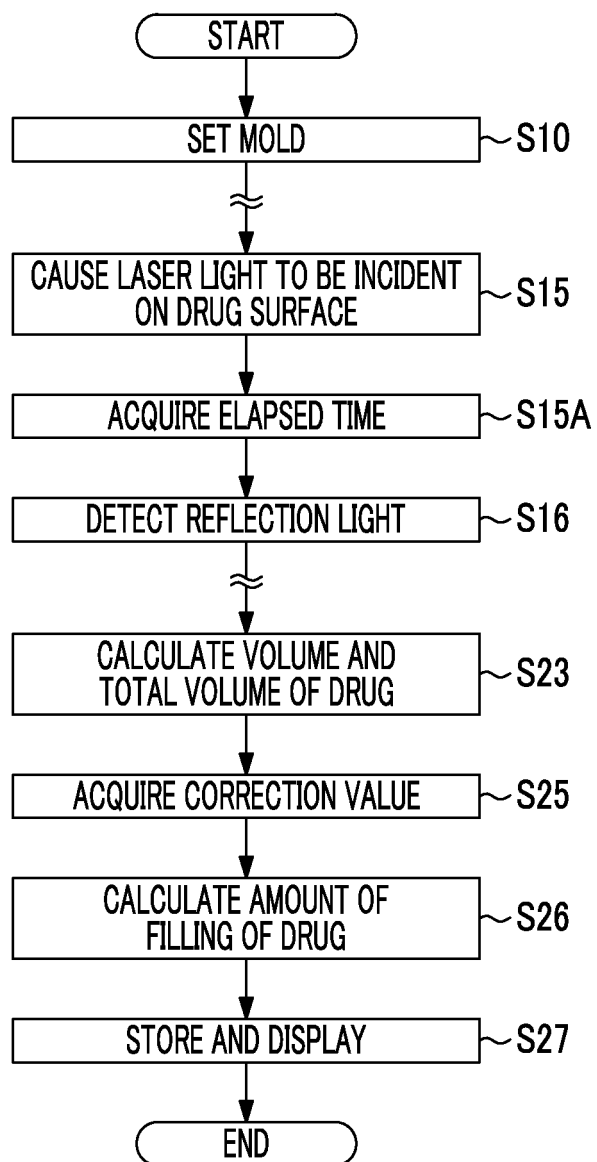 START
SET MOLD
S10
CAUSE LASER LIGHT TO BE INCIDENT
ON DRUG SURFACE
S15
ACQUIRE ELAPSED TIME
S15A
DETECT REFLECTION LIGHT
S16
CALCULATE VOLUME AND
TOTAL VOLUME OF DRUG
S23
ACQUIRE CORRECTION VALUE
S25
CALCULATE AMOUNT OF
FILLING OF DRUG
S26
STORE AND DISPLAY
S27
END